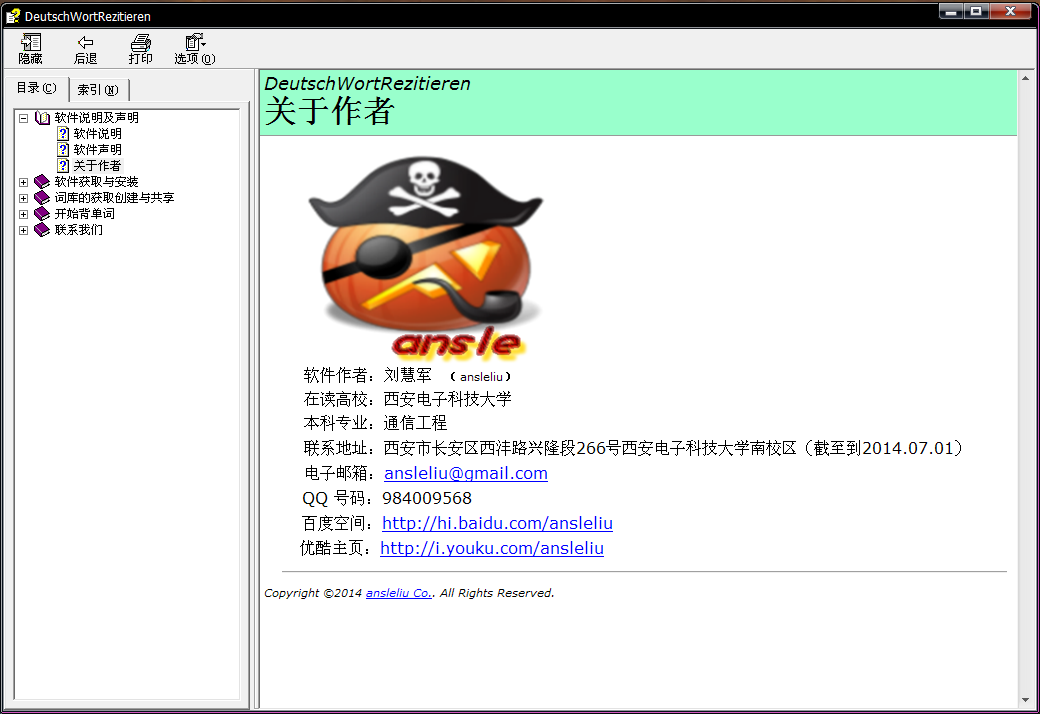 DeutschWortRezitieren
隐藏
后退
打印
选项(O)
目录(C)
索引(N)
软件说明及声明
软件说明
软件声明
关于作者
软件获取与安装
词库的获取创建与共享
开始背单词
联系我们
DeutschWortRezitieren
关于作者
ansle
软件作者：刘慧军 （ansleliu）
在读高校：西安电子科技大学
本科专业：通信工程
联系地址：西安市长安区西沣路兴隆段266号西安电子科技大学南校区（截至到2014.07.01）
电子邮箱：ansleliu@gmail.com
QQ 号码：984009568
百度空间：http://hi.baidu.com/ansleliu
优酷主页：http://i.youku.com/ansleliu
Copyright ©2014 ansleliu Co.. All Rights Reserved.